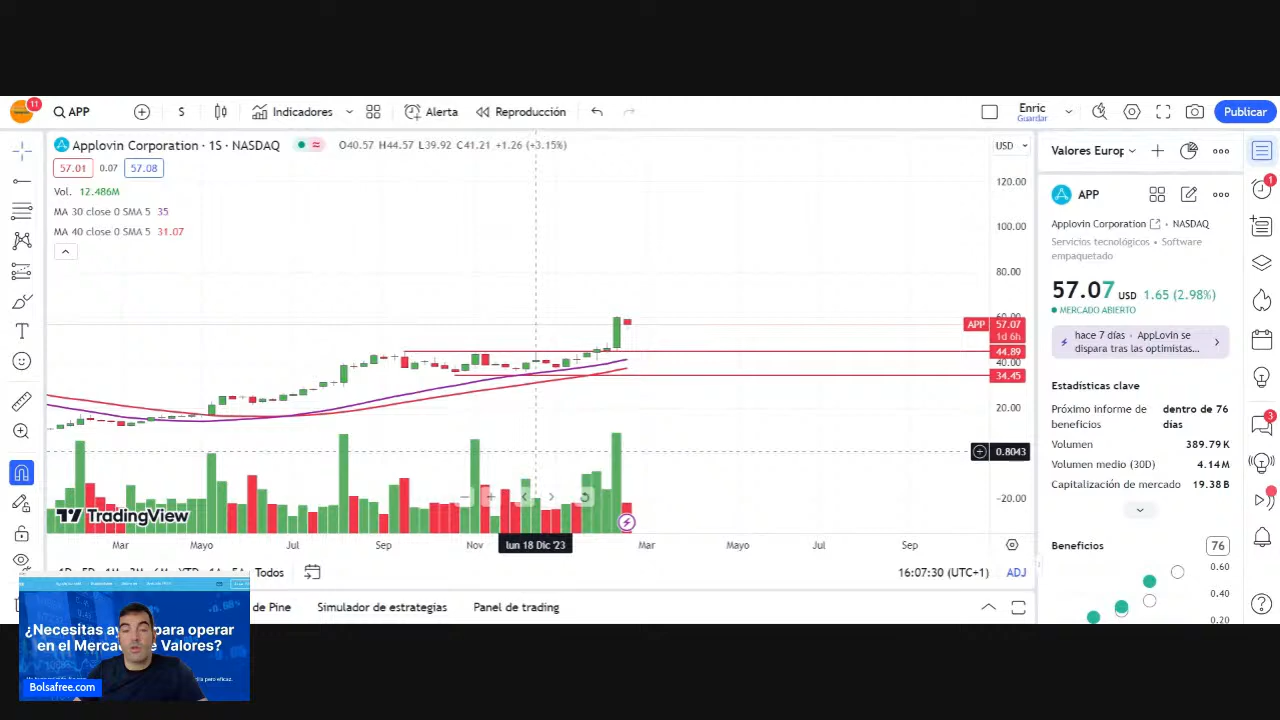 11
APP
$
Indicadores
Alerta
Reproducción
Enric
Guardar
Publicar
Applovin Corporation · 1S · NASDAQ
O40.57 H44.57 L39.92 C41.21 +1.26 (+3.15%)
57.01
0.07
57.08
Vol. 12.486M
MA 30 close 0 SMA 5 35
MA 40 close 0 SMA 5 31.07
USD
120.00
100.00
80.00
60.00
APP 57.07
1d 6h
44.89
40.00
34.45
20.00
0.8043
−20.00
TradingView
Mar
Mayo
Jul
Sep
Nov
lun 18 Dic '23
Mar
Mayo
Jul
Sep
Todos
16:07:30 (UTC+1)
ADJ
de Pine
Simulador de estrategias
Panel de trading
Valores Europ
APP
Applovin Corporation • NASDAQ
Servicios tecnológicos • Software
empaquetado
57.07 USD 1.65 (2.98%)
MERCADO ABIERTO
hace 7 días · AppLovin se
dispara tras las optimistas...
Estadísticas clave
Próximo informe de
beneficios
dentro de 76
días
Volumen 389.79K
Volumen medio (30D) 4.14M
Capitalización de mercado 19.38B
Beneficios 76
0.60
0.40
0.20
1
3
¿Necesitas ay para operar
en el Merca e Valores?
Bolsafree.com